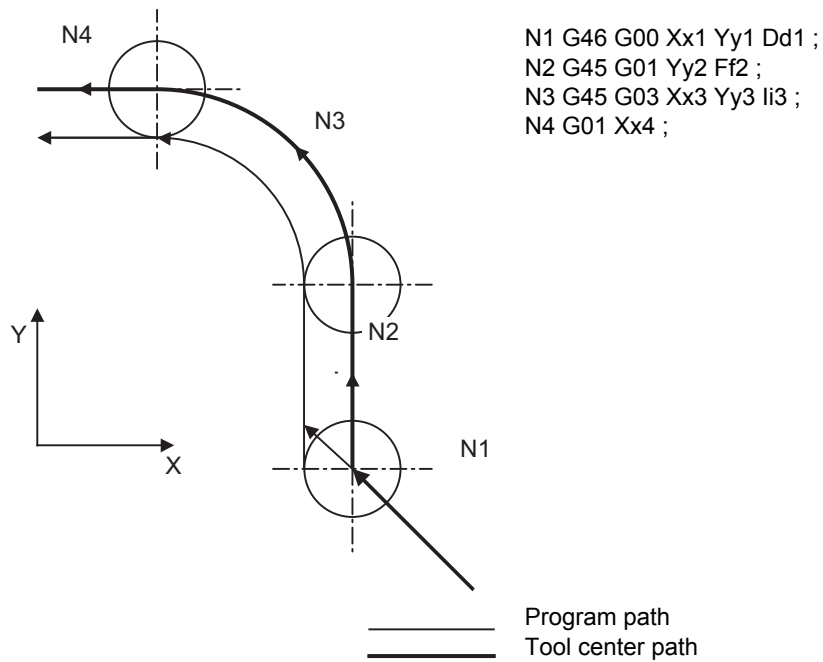 N4
N1 G46 G00 Xx1 Yy1 Dd1 ;
N2 G45 G01 Yy2 Ff2 ;
N3 G45 G03 Xx3 Yy3 Ii3 ;
N4 G01 Xx4 ;
N3
N2
Y
X
N1
Program path
Tool center path